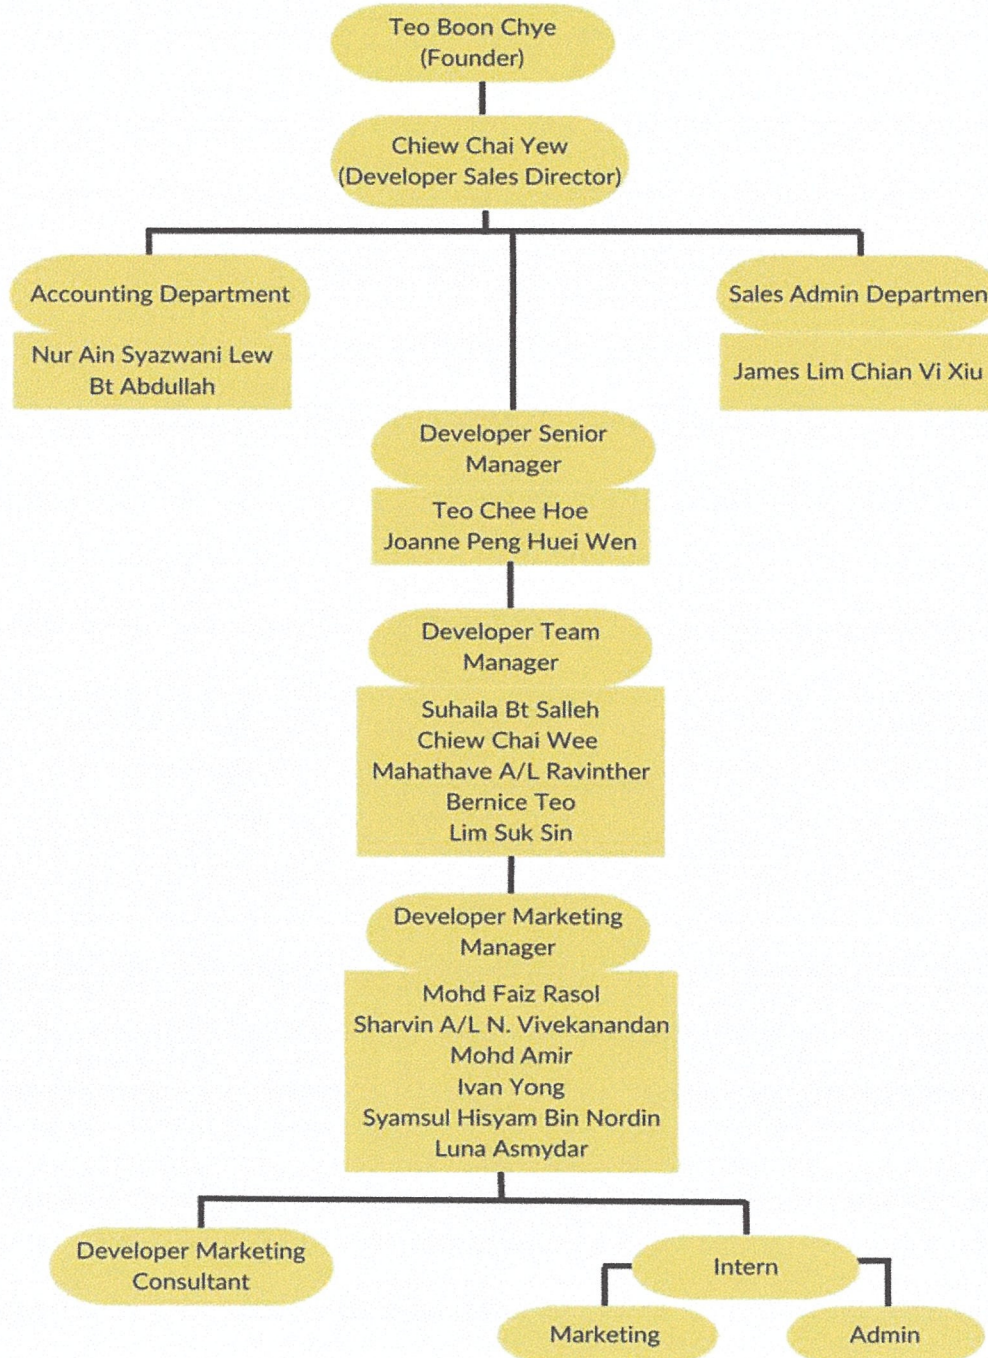 Teo Boon Chye
(Founder)
Chiew Chai Yew
(Developer Sales Director)
Accounting Department
Nur Ain Syazwani Lew
Bt Abdullah
Sales Admin Departmen
James Lim Chian Vi Xiu
Developer Senior
Manager
Teo Chee Hoe
Joanne Peng Huei Wen
Developer Team
Manager
Suhaila Bt Salleh
Chiew Chai Wee
Mahathave A/L Ravinther
Bernice Teo
Lim Suk Sin
Developer Marketing
Manager
Mohd Faiz Rasol
Sharvin A/L N. Vivekanandan
Mohd Amir
Ivan Yong
Syamsul Hisyam Bin Nordin
Luna Asmydar
Developer Marketing
Consultant
Intern
Marketing
Admin